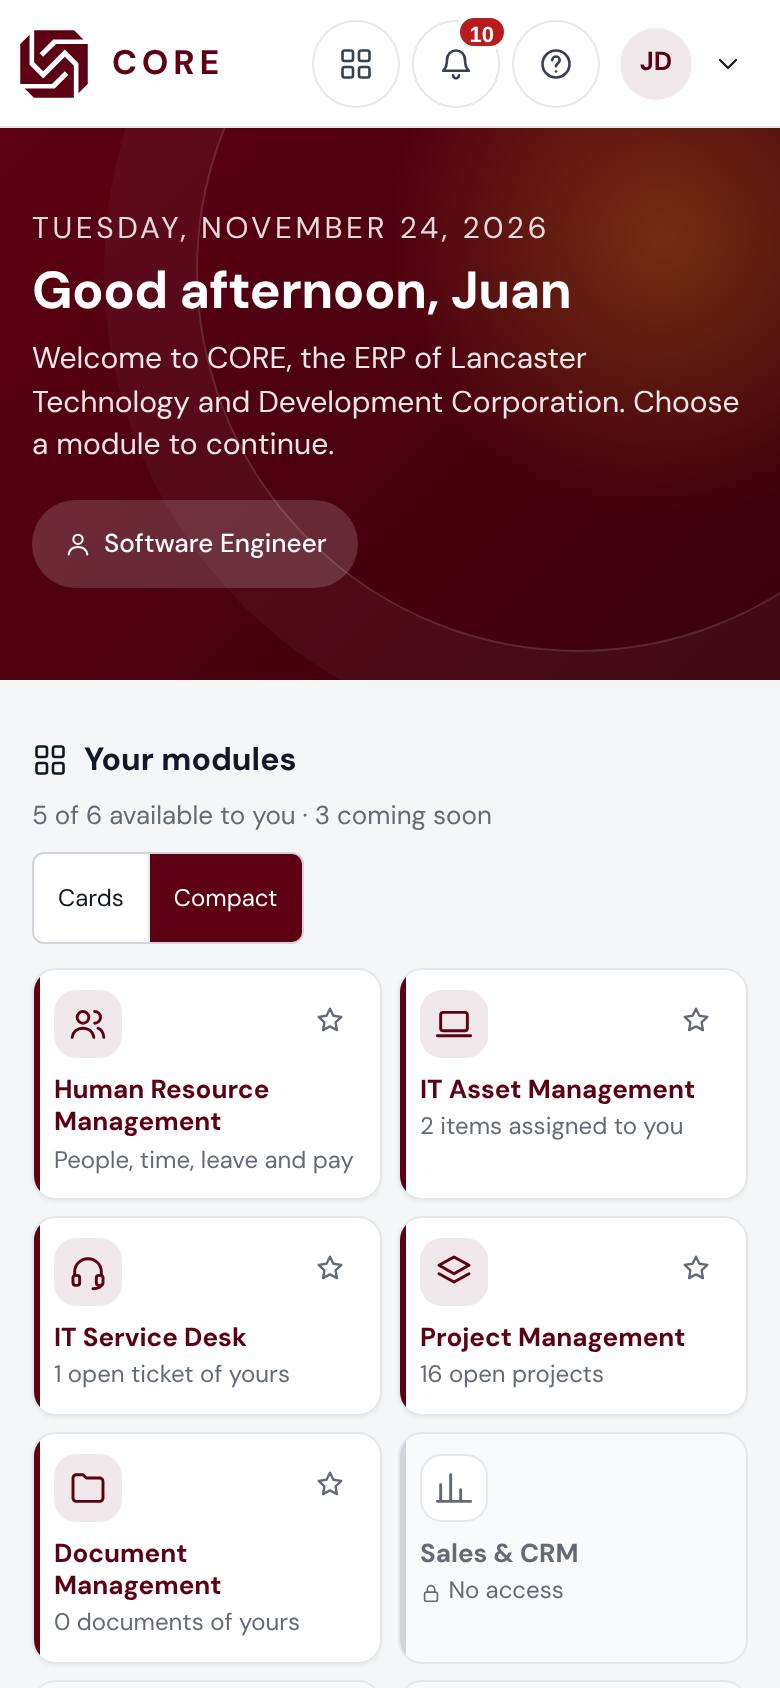 CORE
10
JD
TUESDAY, NOVEMBER 24, 2026
Good afternoon, Juan
Welcome to CORE, the ERP of Lancaster
Technology and Development Corporation. Choose
a module to continue.
Software Engineer
Your modules
5 of 6 available to you · 3 coming soon
Cards
Compact
Human Resource
Management
People, time, leave and pay
IT Asset Management
2 items assigned to you
IT Service Desk
1 open ticket of yours
Project Management
16 open projects
Document
Management
0 documents of yours
Sales & CRM
No access